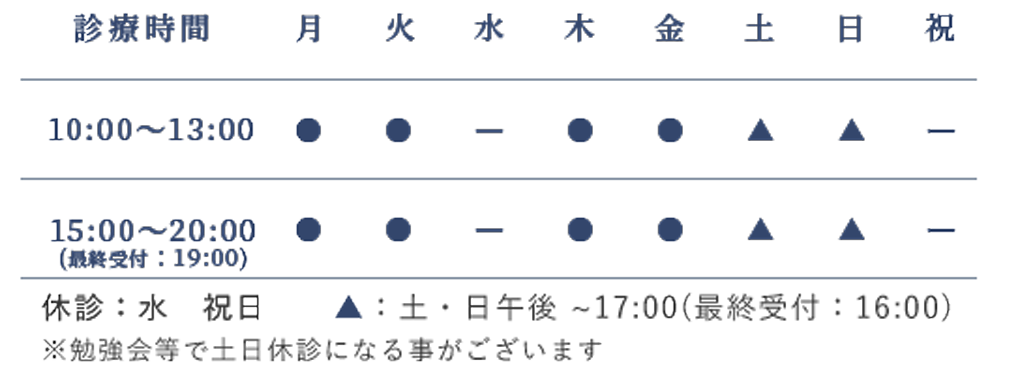 診療時間 月 火 水 木 金 土 日 祝
10:00〜13:00 ● ● ー ● ● ▲ ▲ ー
15:00〜20:00 ● ● ー ● ● ▲ ▲ ー
(最終受付：19:00)
休診：水 祝日 ▲：土・日午後 ~17:00(最終受付：16:00)
※勉強会等で土日休診になる事がございます